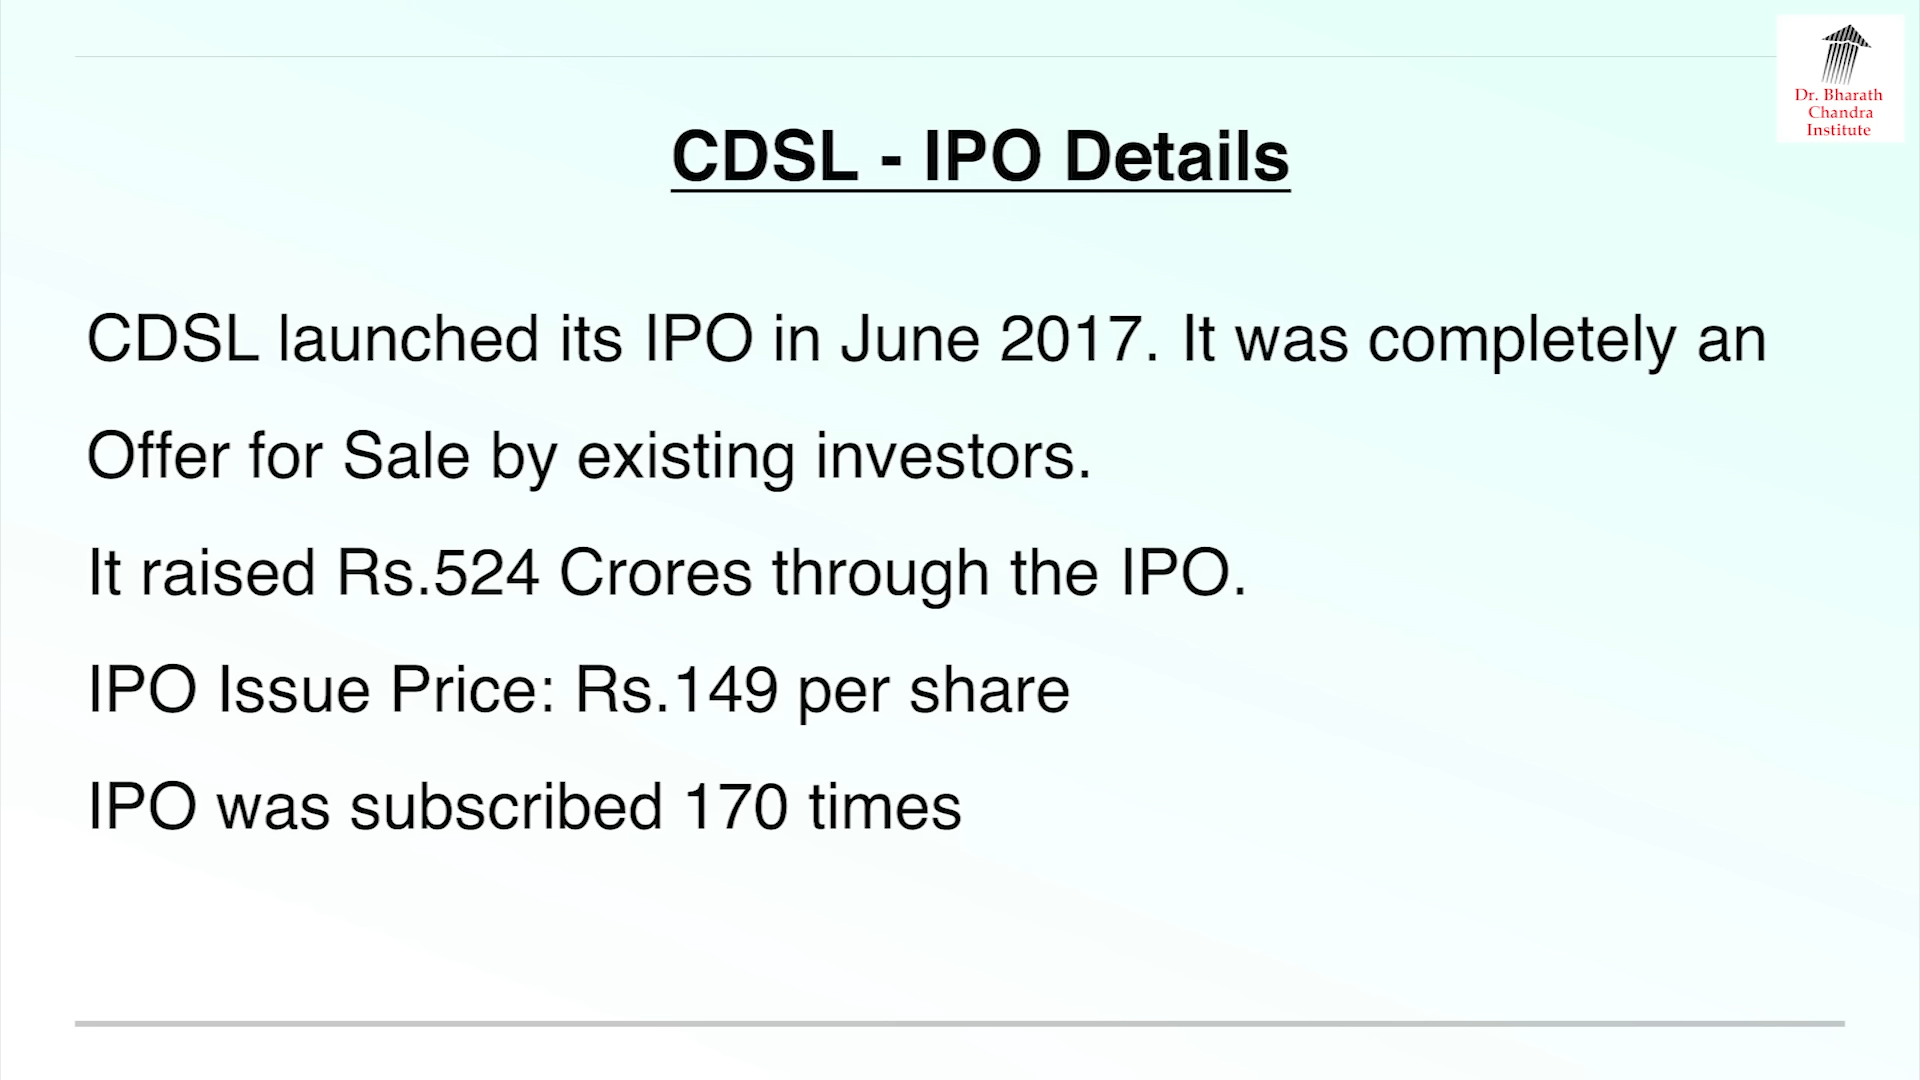 Dr. Bharath
Chandra
Institute
CDSL - IPO Details
CDSL launched its IPO in June 2017. It was completely an
Offer for Sale by existing investors.
It raised Rs.524 Crores through the IPO.
IPO Issue Price: Rs.149 per share
IPO was subscribed 170 times